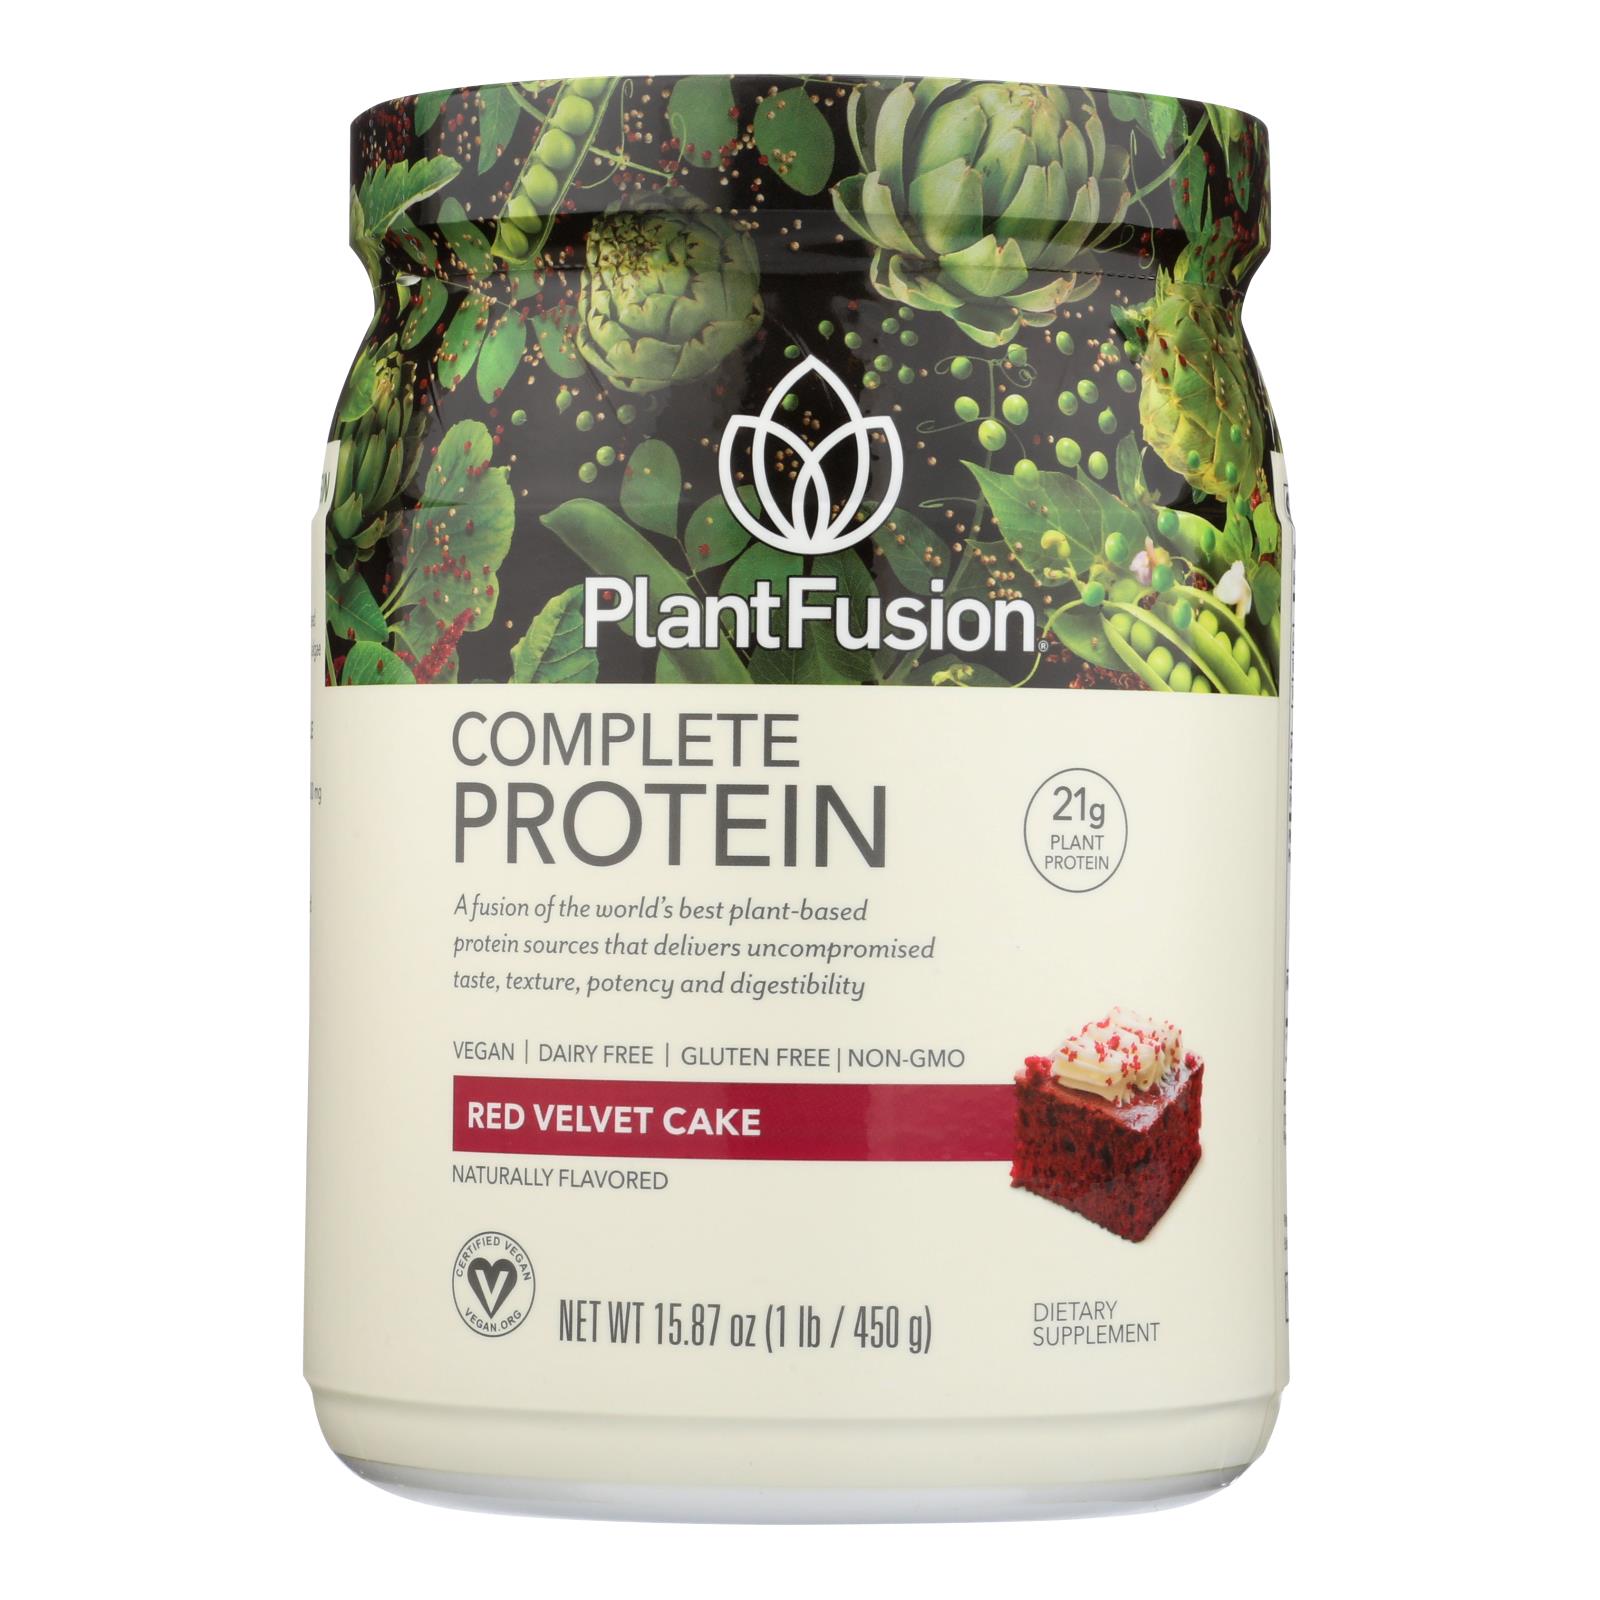 PlantFusion®
COMPLETE
PROTEIN
21g
PLANT
PROTEIN
A fusion of the world's best plant-based
protein sources that delivers uncompromised
taste, texture, potency and digestibility
VEGAN | DAIRY FREE | GLUTEN FREE | NON-GMO
RED VELVET CAKE
NATURALLY FLAVORED
CERTIFIED VEGAN
V
VEGAN.ORG
NET WT 15.87 oz (1 lb / 450 g)
DIETARY
SUPPLEMENT